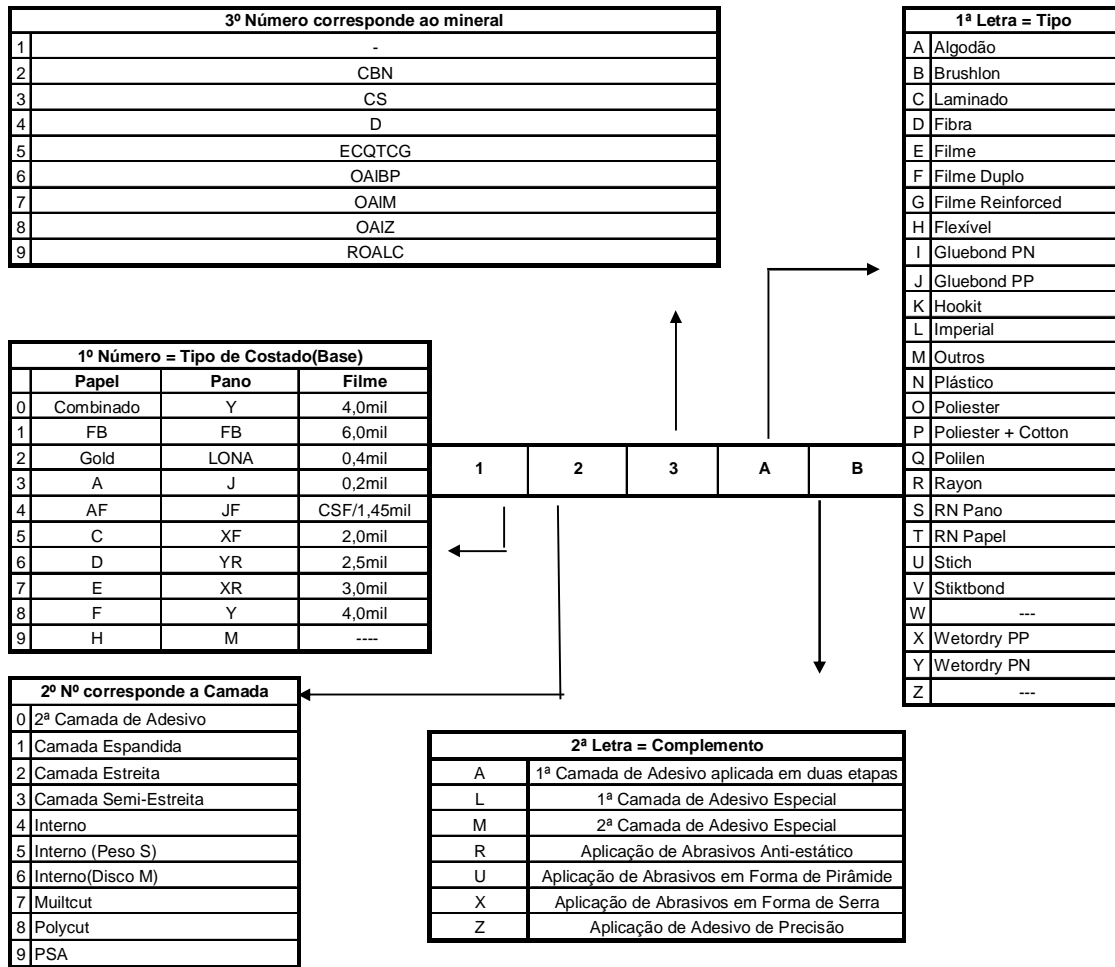 3º Número corresponde ao mineral
1 -
2 CBN
3 CS
4 D
5 ECQTCG
6 OAIBP
7 OAIM
8 OAIZ
9 ROALC
1ª Letra = Tipo
A Algodão
B Brushlon
C Laminado
D Fibra
E Filme
F Filme Duplo
G Filme Reinforced
H Flexível
I Gluebond PN
J Gluebond PP
K Hookit
L Imperial
M Outros
N Plástico
O Poliester
P Poliester + Cotton
Q Polilen
R Rayon
S RN Pano
T RN Papel
U Stich
V Stiktbond
W ---
X Wetordry PP
Y Wetordry PN
Z ---
1º Número = Tipo de Costado(Base)
Papel Pano Filme
0 Combinado Y 4,0mil
1 FB FB 6,0mil
2 Gold LONA 0,4mil
3 A J 0,2mil
4 AF JF CSF/1,45mil
5 C XF 2,0mil
6 D YR 2,5mil
7 E XR 3,0mil
8 F Y 4,0mil
9 H M ----
1 2 3 A B
2º Nº corresponde a Camada
0 2ª Camada de Adesivo
1 Camada Espandida
2 Camada Estreita
3 Camada Semi-Estreita
4 Interno
5 Interno (Peso S)
6 Interno(Disco M)
7 Muiltcut
8 Polycut
9 PSA
2ª Letra = Complemento
A 1ª Camada de Adesivo aplicada em duas etapas
L 1ª Camada de Adesivo Especial
M 2ª Camada de Adesivo Especial
R Aplicação de Abrasivos Anti-estático
U Aplicação de Abrasivos em Forma de Pirâmide
X Aplicação de Abrasivos em Forma de Serra
Z Aplicação de Adesivo de Precisão